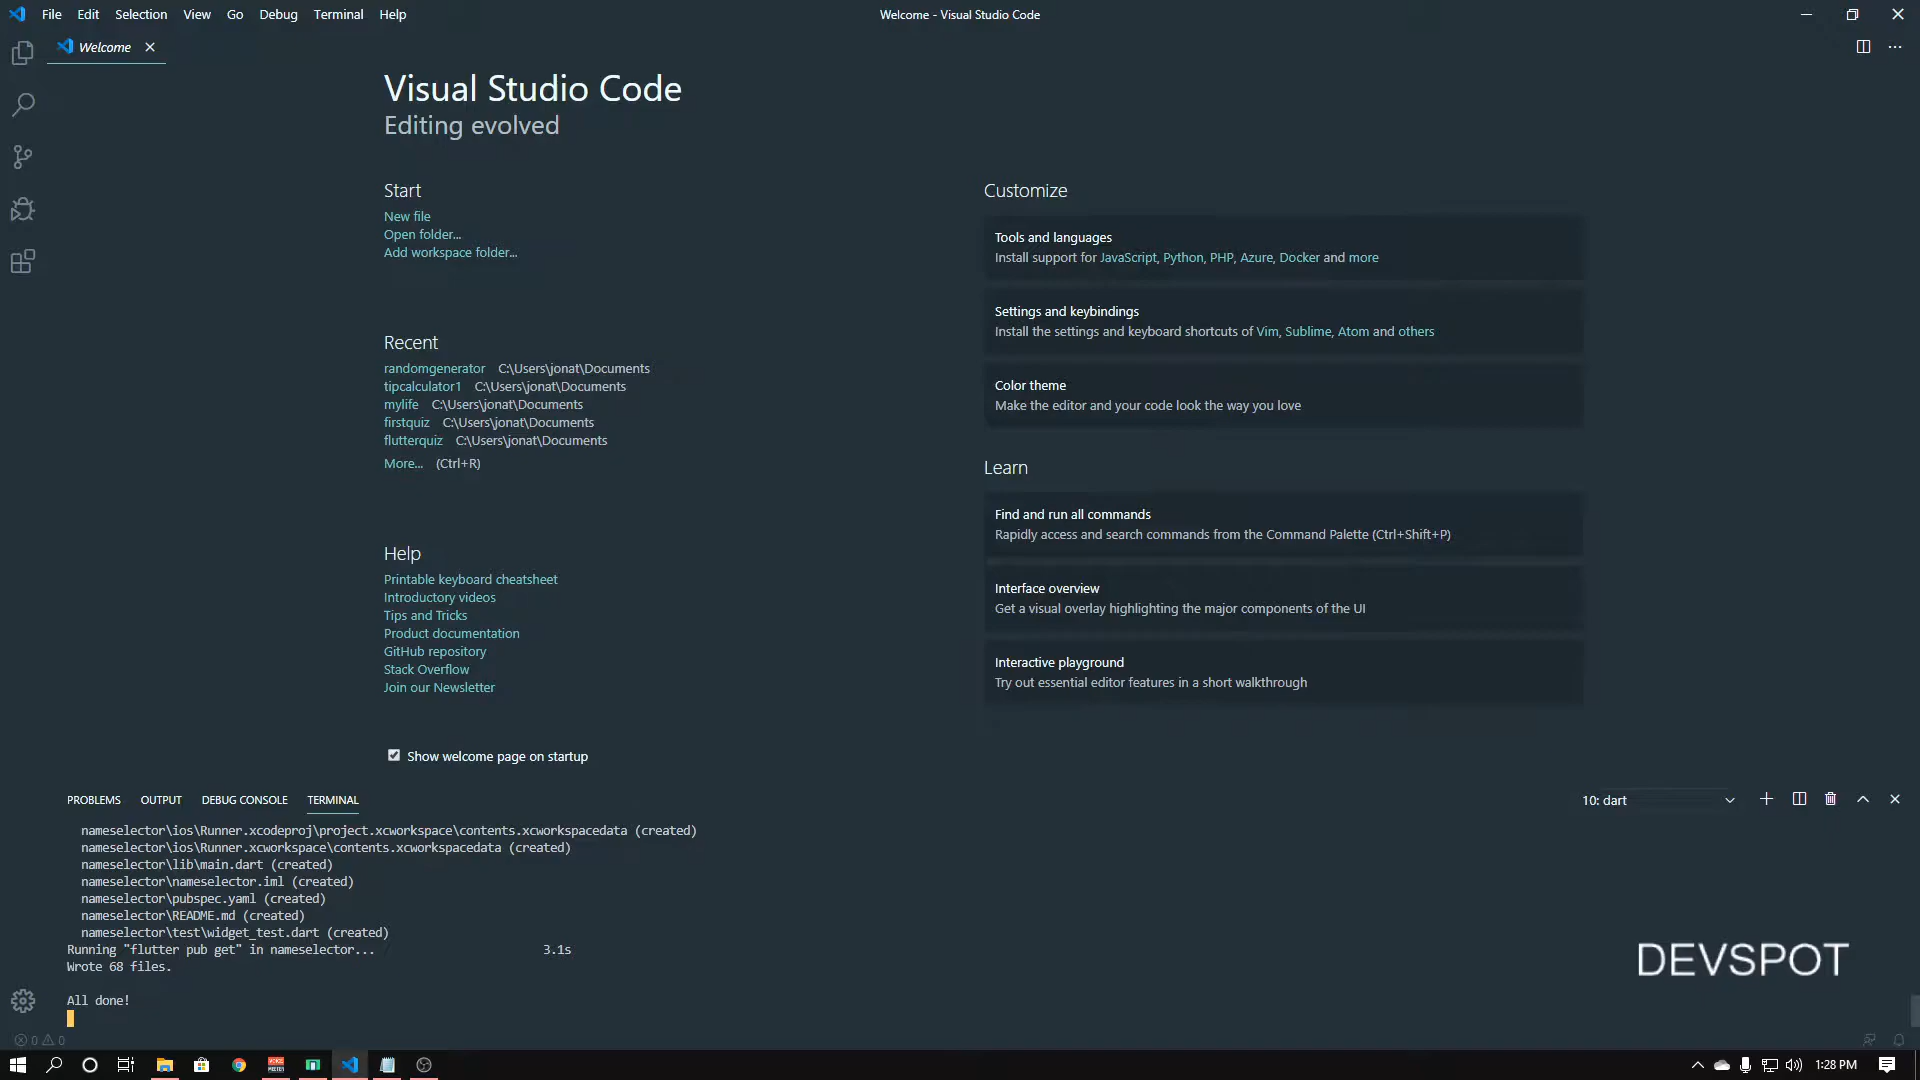 File Edit Selection View Go Debug Terminal Help
Welcome - Visual Studio Code
Welcome
Visual Studio Code
Editing evolved
Start
New file
Open folder...
Add workspace folder...
Recent
randomgenerator C:\Users\jonat\Documents
tipcalculator1 C:\Users\jonat\Documents
mylife C:\Users\jonat\Documents
firstquiz C:\Users\jonat\Documents
flutterquiz C:\Users\jonat\Documents
More... (Ctrl+R)
Help
Printable keyboard cheatsheet
Introductory videos
Tips and Tricks
Product documentation
GitHub repository
Stack Overflow
Join our Newsletter
Show welcome page on startup
Customize
Tools and languages
Install support for JavaScript, Python, PHP, Azure, Docker and more
Settings and keybindings
Install the settings and keyboard shortcuts of Vim, Sublime, Atom and others
Color theme
Make the editor and your code look the way you love
Learn
Find and run all commands
Rapidly access and search commands from the Command Palette (Ctrl+Shift+P)
Interface overview
Get a visual overlay highlighting the major components of the UI
Interactive playground
Try out essential editor features in a short walkthrough
PROBLEMS OUTPUT DEBUG CONSOLE TERMINAL
10: dart
nameselector\ios\Runner.xcodeproj\project.xcworkspace\contents.xcworkspacedata (created)
nameselector\ios\Runner.xcworkspace\contents.xcworkspacedata (created)
nameselector\lib\main.dart (created)
nameselector\nameselector.iml (created)
nameselector\pubspec.yaml (created)
nameselector\README.md (created)
nameselector\test\widget_test.dart (created)
Running "flutter pub get" in nameselector... 3.1s
Wrote 68 files.
All done!
DEVSPOT
0 0
1:28 PM